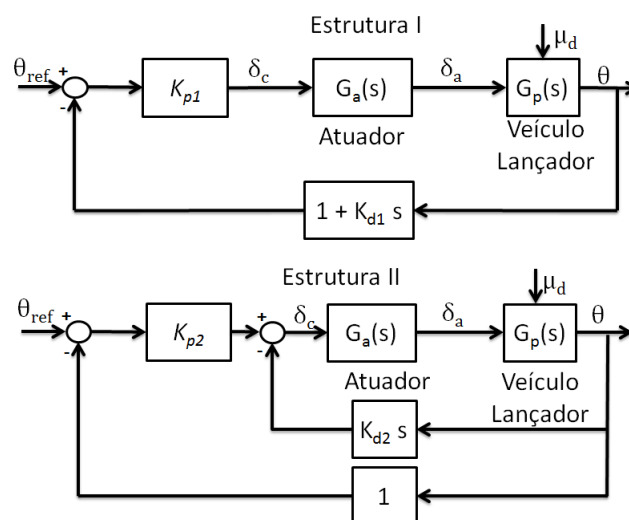 Estrutura I
μd
θref + δc δa θ
Kp1 Ga(s) Gp(s)
-
Atuador Veículo
Lançador
1 + Kd1 s
Estrutura II
μd
θref + + δc δa θ
Kp2 Ga(s) Gp(s)
- -
Atuador Veículo
Lançador
Kd2 s
1